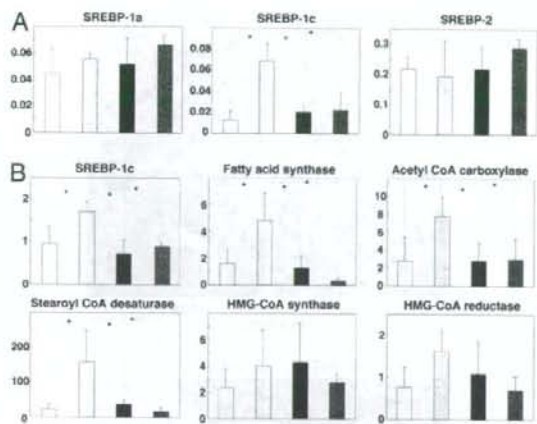 A
SREBP-1a SREBP-1c SREBP-2
0.06 0.04 0.02 0
0.08 0.06 0.04 0.02 0
0.3 0.2 0.1 0
B
SREBP-1c Fatty acid synthase Acetyl CoA carboxylase
2 1 0
6 4 2 0
10 8 6 4 2 0
Stearoyl CoA desaturase HMG-CoA synthase HMG-CoA reductase
200 100 0
6 4 2 0
2 1 0